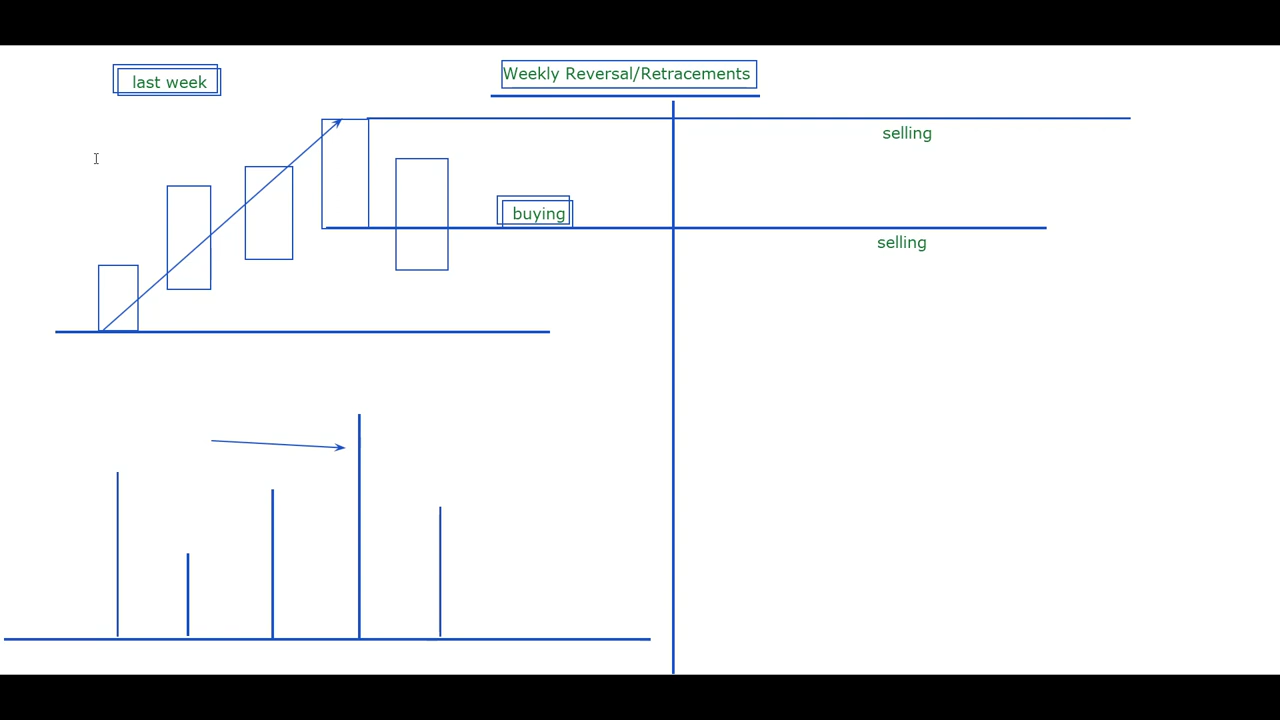 last week
Weekly Reversal/Retracements
selling
buying
selling